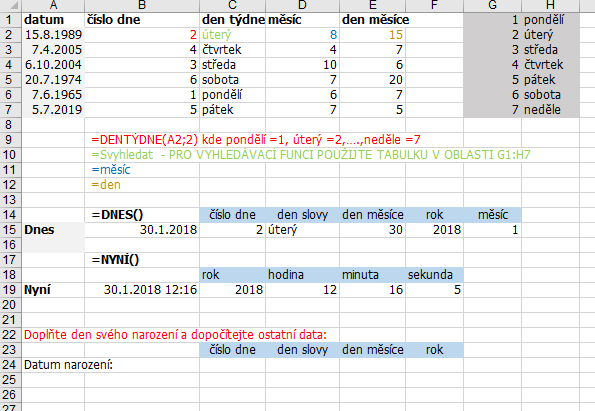 A B C D E F G H
1 datum číslo dne den týdne měsíc den měsíce 1 pondělí
2 15.8.1989 2 úterý 8 15 2 úterý
3 7.4.2005 4 čtvrtek 4 7 3 středa
4 6.10.2004 3 středa 10 6 4 čtvrtek
5 20.7.1974 6 sobota 7 20 5 pátek
6 7.6.1965 1 pondělí 6 7 6 sobota
7 5.7.2019 5 pátek 7 5 7 neděle
8
9 =DENTÝDNE(A2;2) kde pondělí =1, úterý =2,....,neděle =7
10 =Svyhledat - PRO VYHLEDÁVACÍ FUNCI POUŽIJTE TABULKU V OBLASTI G1:H7
11 =měsíc
12 =den
13
14 =DNES() číslo dne den slovy den měsíce rok měsíc
15 Dnes 30.1.2018 2 úterý 30 2018 1
16
17 =NYNÍ()
18 rok hodina minuta sekunda
19 Nyní 30.1.2018 12:16 2018 12 16 5
20
21
22 Doplňte den svého narození a dopočítejte ostatní data:
23 číslo dne den slovy den měsíce rok
24 Datum narození:
25
26
27